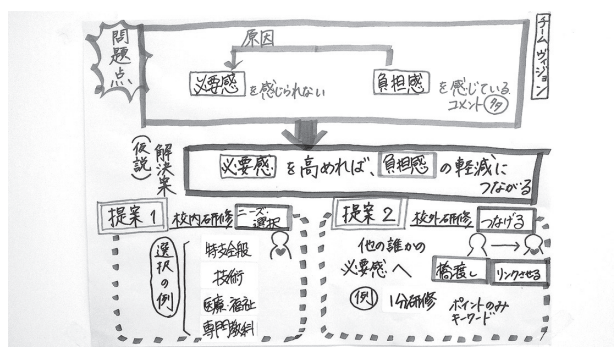 問題点
原因
チーム ヴィジョン
必要感 を感じられない
負担感 を感じている
コメント 多
解決案
(仮説)
必要感 を高めれば、負担感 の軽減に
つながる
提案1 校内研修 ニーズ・
選択
選択の例
特支全般
技術
医療・福祉
専門教科
提案2 校外研修 つなげる
他の誰かの
必要感へ
橋渡し リンクさせる
例 1分研修 ポイントのみ
キーワード